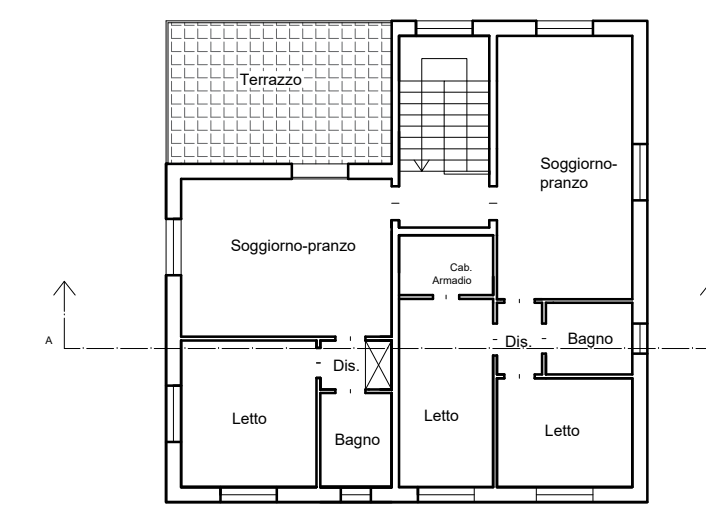 Terrazzo
Soggiorno-
pranzo
Soggiorno-pranzo
Cab.
Armadio
A
Dis.
Bagno
Dis.
Letto
Letto
Letto
Bagno